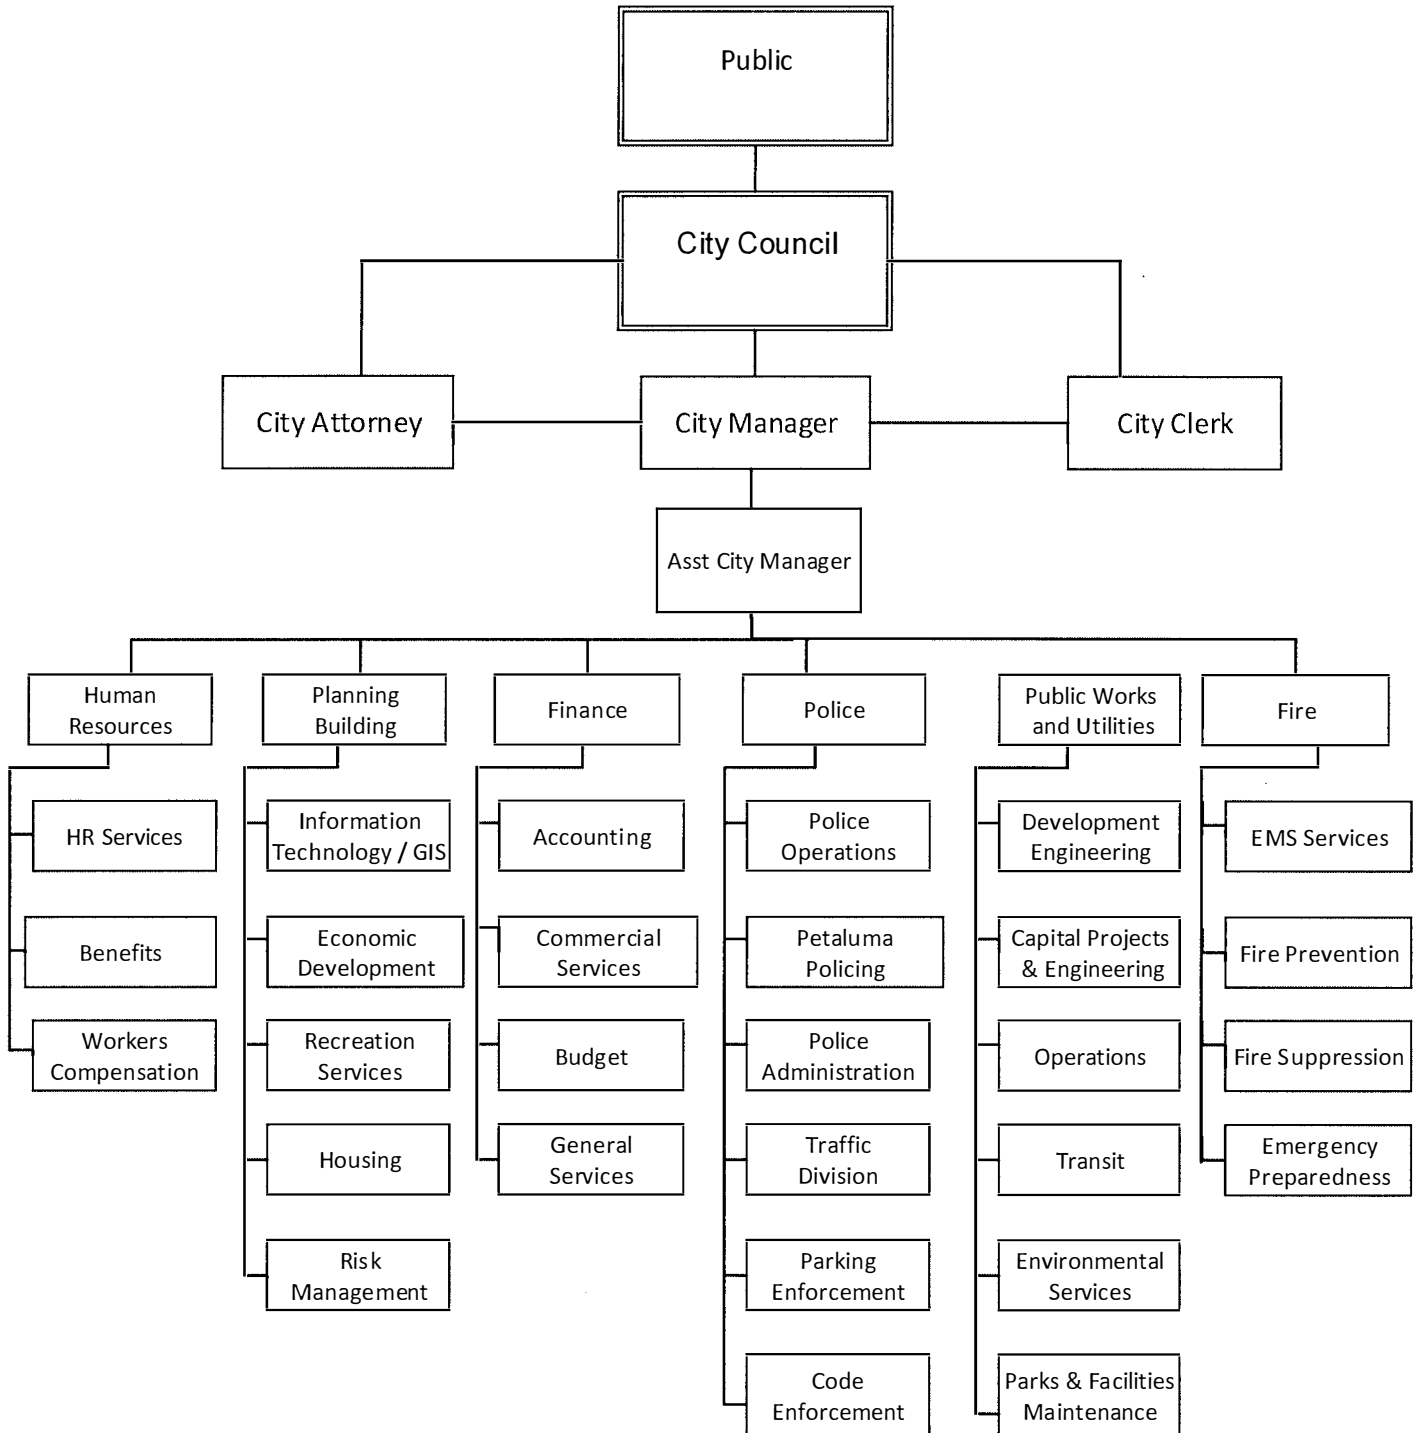 Public
City Council
City Attorney
City Manager
City Clerk
Asst City Manager
Human
Resources
Planning
Building
Finance
Police
Public Works
and Utilities
Fire
HR Services
Benefits
Workers
Compensation
Information
Technology / GIS
Economic
Development
Recreation
Services
Housing
Risk
Management
Accounting
Commercial
Services
Budget
General
Services
Police
Operations
Petaluma
Policing
Police
Administration
Traffic
Division
Parking
Enforcement
Code
Enforcement
Development
Engineering
Capital Projects
& Engineering
Operations
Transit
Environmental
Services
Parks & Facilities
Maintenance
EMS Services
Fire Prevention
Fire Suppression
Emergency
Preparedness